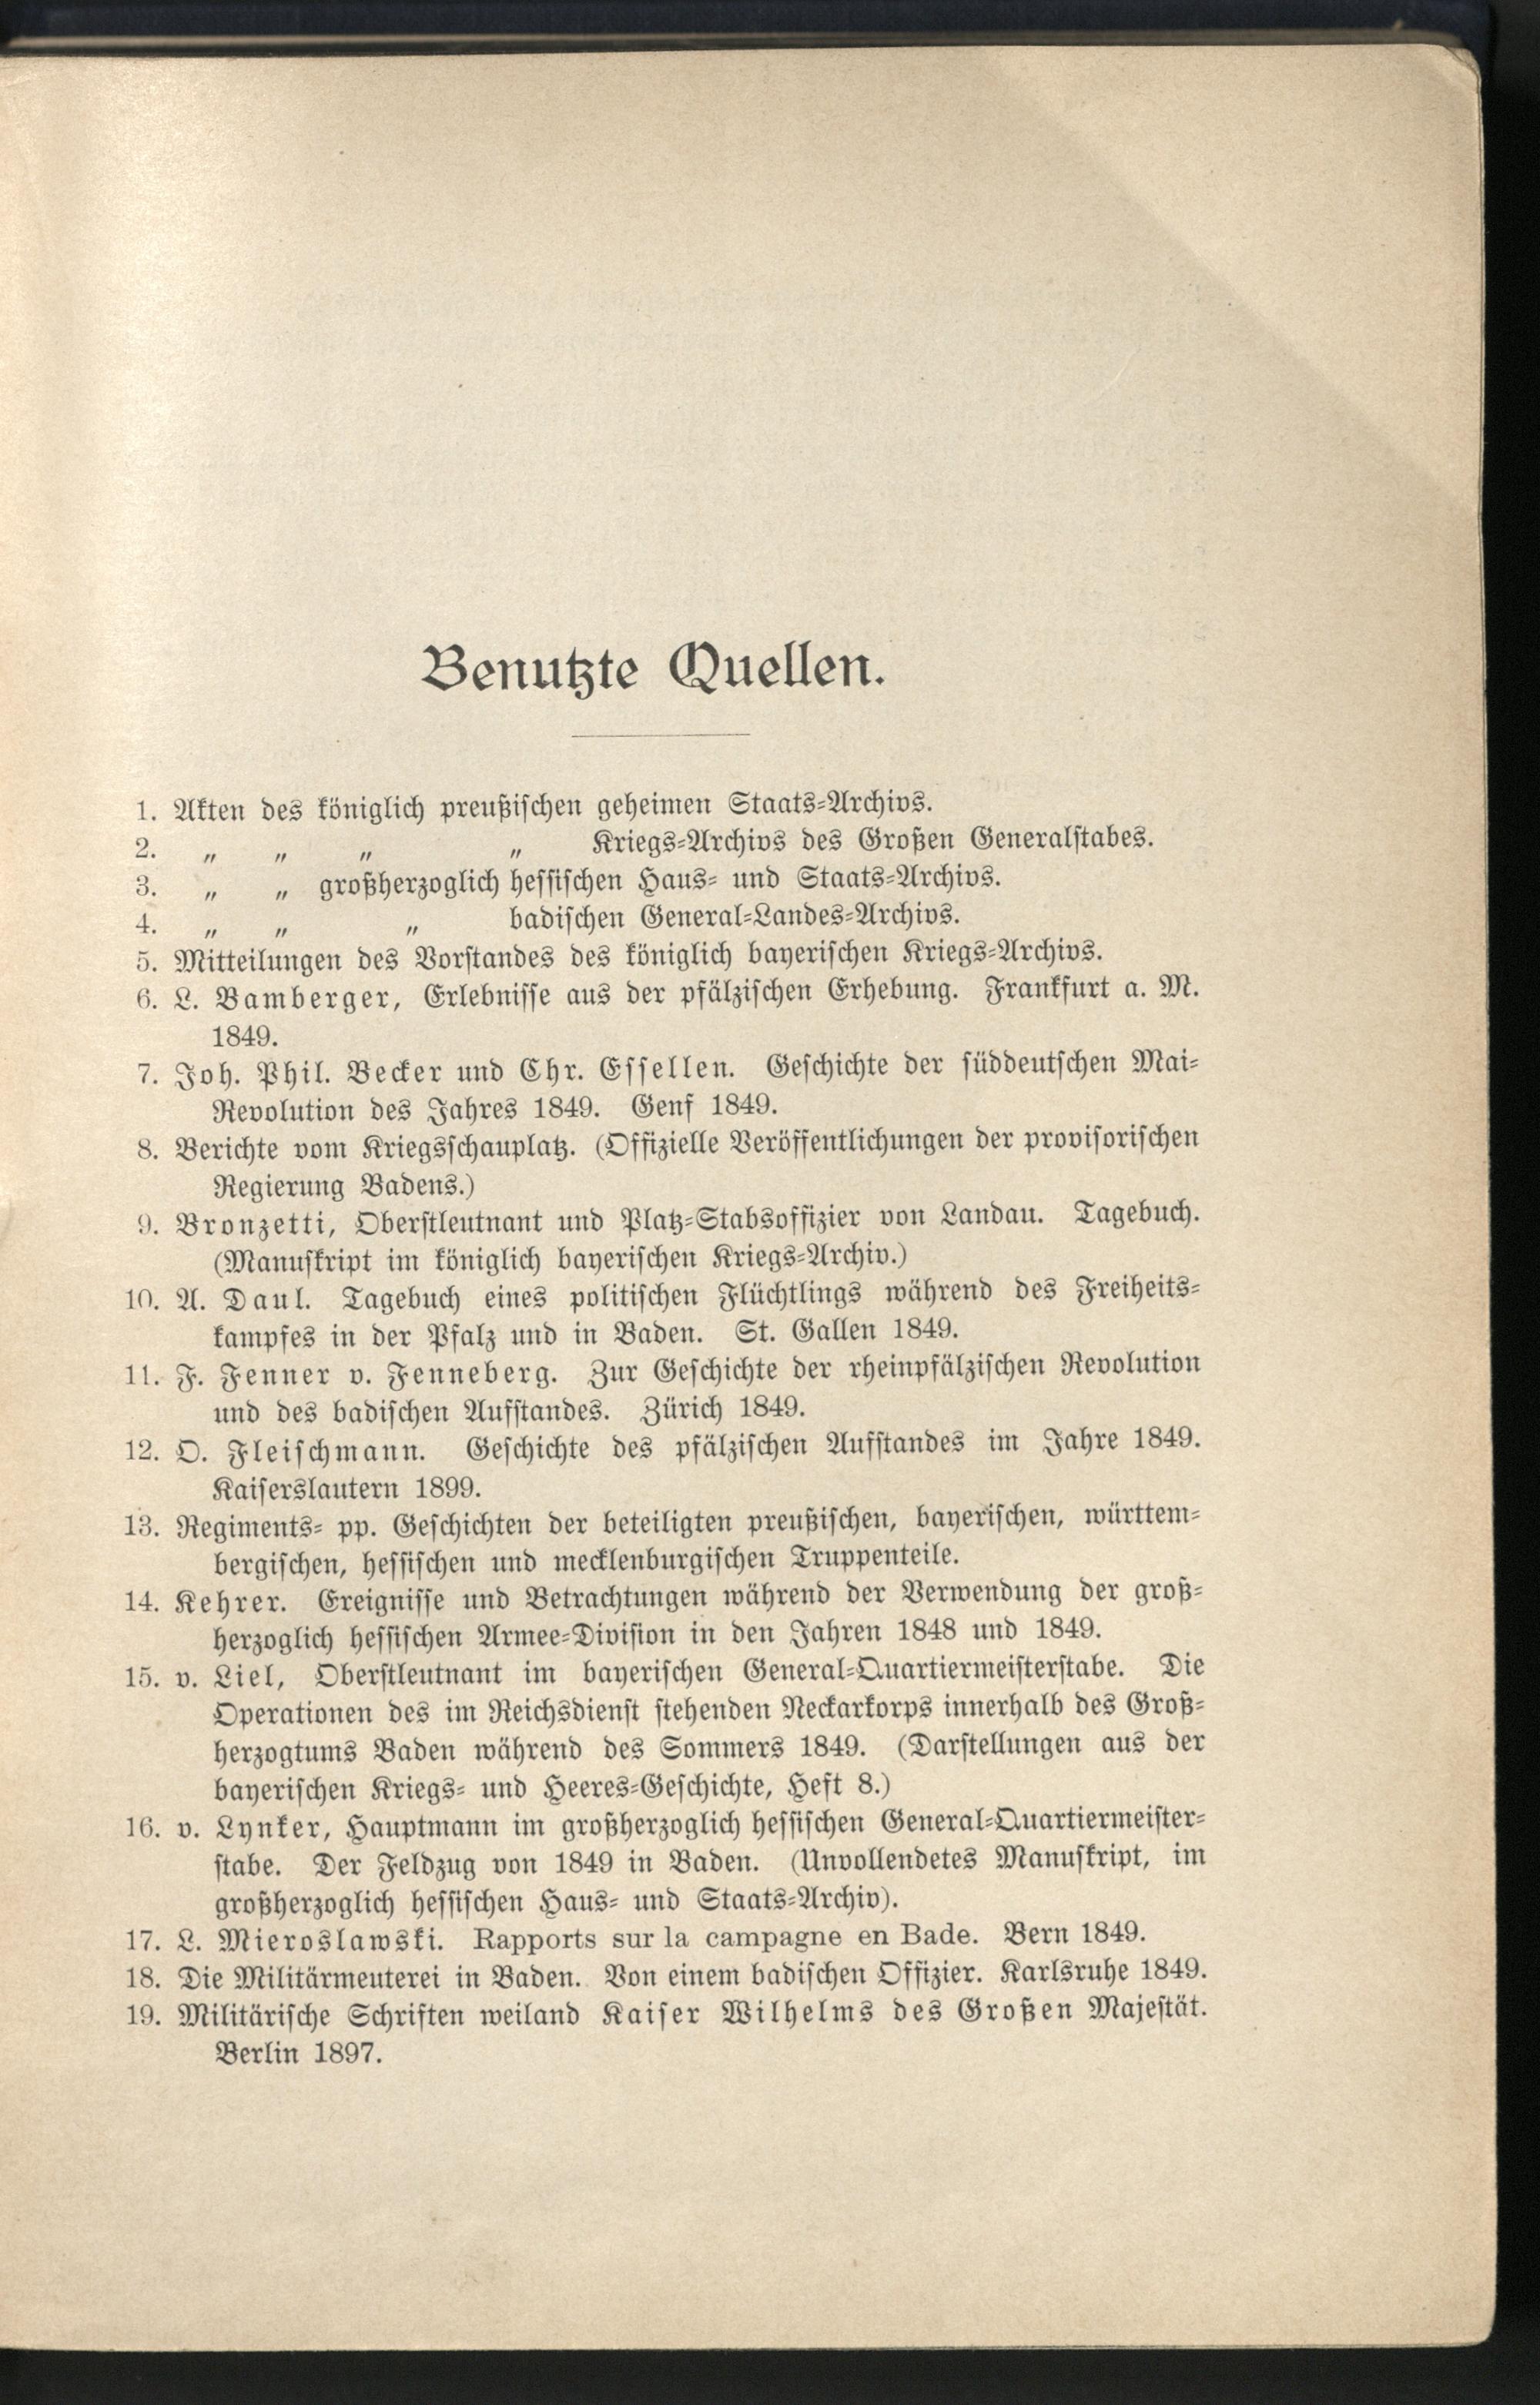 Benutzte Quellen.
1. Akten des königlich preußischen geheimen Staats-Archivs.
2. „ „ „ „ Kriegs-Archivs des Großen Generalstabes.
3. „ „ großherzoglich hessischen Haus- und Staats-Archivs.
4. „ „ „ badischen General-Landes-Archivs.
5. Mitteilungen des Vorstandes des königlich bayerischen Kriegs-Archivs.
6. L. Bamberger, Erlebnisse aus der pfälzischen Erhebung. Frankfurt a. M.
1849.
7. Joh. Phil. Becker und Chr. Essellen. Geschichte der süddeutschen Mai-
Revolution des Jahres 1849. Genf 1849.
8. Berichte vom Kriegsschauplatz. (Offizielle Veröffentlichungen der provisorischen
Regierung Badens.)
9. Bronzetti, Oberstleutnant und Platz-Stabsoffizier von Landau. Tagebuch.
(Manuskript im königlich bayerischen Kriegs-Archiv.)
10. A. Daul. Tagebuch eines politischen Flüchtlings während des Freiheits-
kampfes in der Pfalz und in Baden. St. Gallen 1849.
11. F. Fenner v. Fenneberg. Zur Geschichte der rheinpfälzischen Revolution
und des badischen Aufstandes. Zürich 1849.
12. O. Fleischmann. Geschichte des pfälzischen Aufstandes im Jahre 1849.
Kaiserslautern 1899.
13. Regiments- pp. Geschichten der beteiligten preußischen, bayerischen, württem-
bergischen, hessischen und mecklenburgischen Truppenteile.
14. Kehrer. Ereignisse und Betrachtungen während der Verwendung der groß-
herzoglich hessischen Armee-Division in den Jahren 1848 und 1849.
15. v. Liel, Oberstleutnant im bayerischen General-Quartiermeisterstabe. Die
Operationen des im Reichsdienst stehenden Neckarkorps innerhalb des Groß-
herzogtums Baden während des Sommers 1849. (Darstellungen aus der
bayerischen Kriegs- und Heeres-Geschichte, Heft 8.)
16. v. Lynker, Hauptmann im großherzoglich hessischen General-Quartiermeister-
stabe. Der Feldzug von 1849 in Baden. (Unvollendetes Manuskript, im
großherzoglich hessischen Haus- und Staats-Archiv).
17. L. Mieroslawski. Rapports sur la campagne en Bade. Bern 1849.
18. Die Militärmeuterei in Baden. Von einem badischen Offizier. Karlsruhe 1849.
19. Militärische Schriften weiland Kaiser Wilhelms des Großen Majestät.
Berlin 1897.